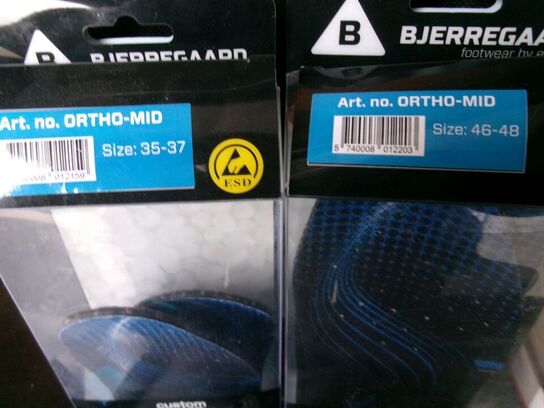 B BJERREGAARD
Art. no. ORTHO-MID
Size: 35-37
ESD
custom
B BJERREGAA
footwear by
Art. no. ORTHO-MID
Size: 46-48
5 740008 012203